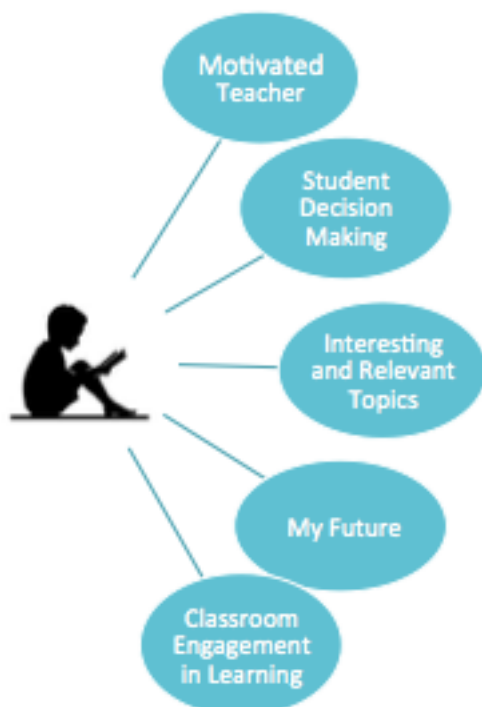 Motivated
Teacher
Student
Decision
Making
Interesting
and Relevant
Topics
My Future
Classroom
Engagement
in Learning